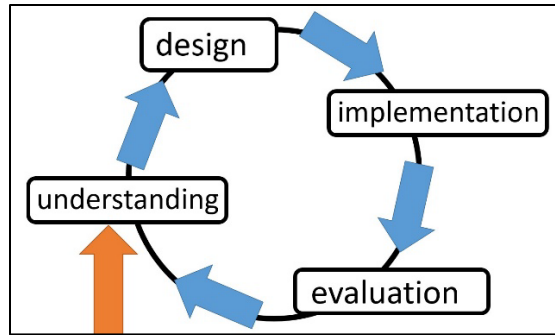 design
implementation
understanding
evaluation